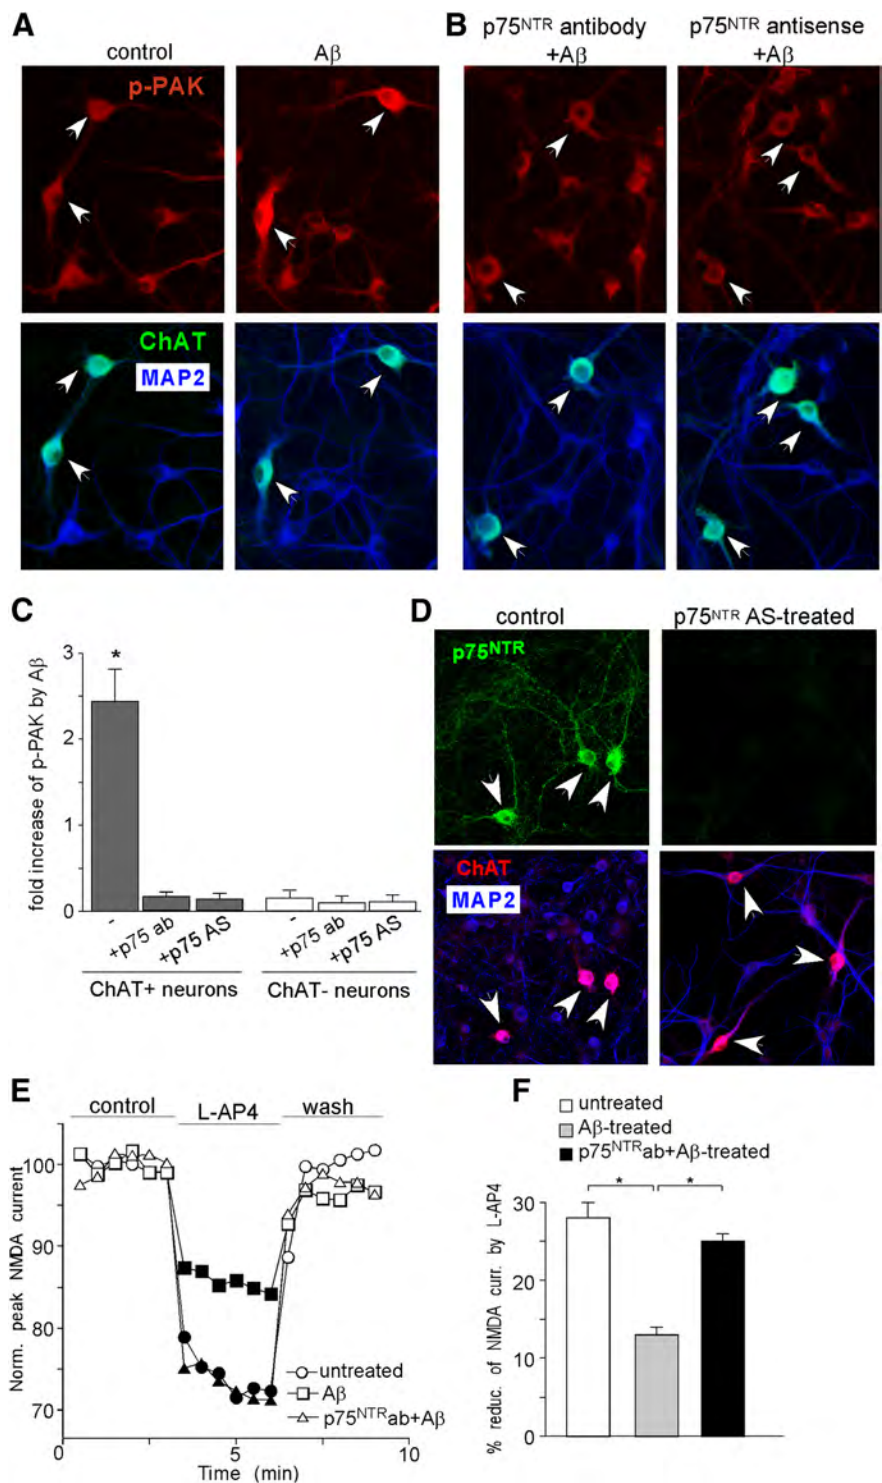 A
control
Aβ
p-PAK
ChAT
MAP2
B
p75NTR antibody
+Aβ
p75NTR antisense
+Aβ
C
fold increase of p-PAK by Aβ
3
2
1
0
*
-
+p75 ab
+p75 AS
-
+p75 ab
+p75 AS
ChAT+ neurons
ChAT- neurons
D
control
p75NTR AS-treated
p75NTR
ChAT
MAP2
E
control
L-AP4
wash
Norm. peak NMDA current
100
90
80
70
untreated
Aβ
p75NTRab+Aβ
0
5
10
Time (min)
F
untreated
Aβ-treated
p75NTRab+Aβ-treated
% reduc. of NMDA curr. by L-AP4
*
*
30
20
10
0